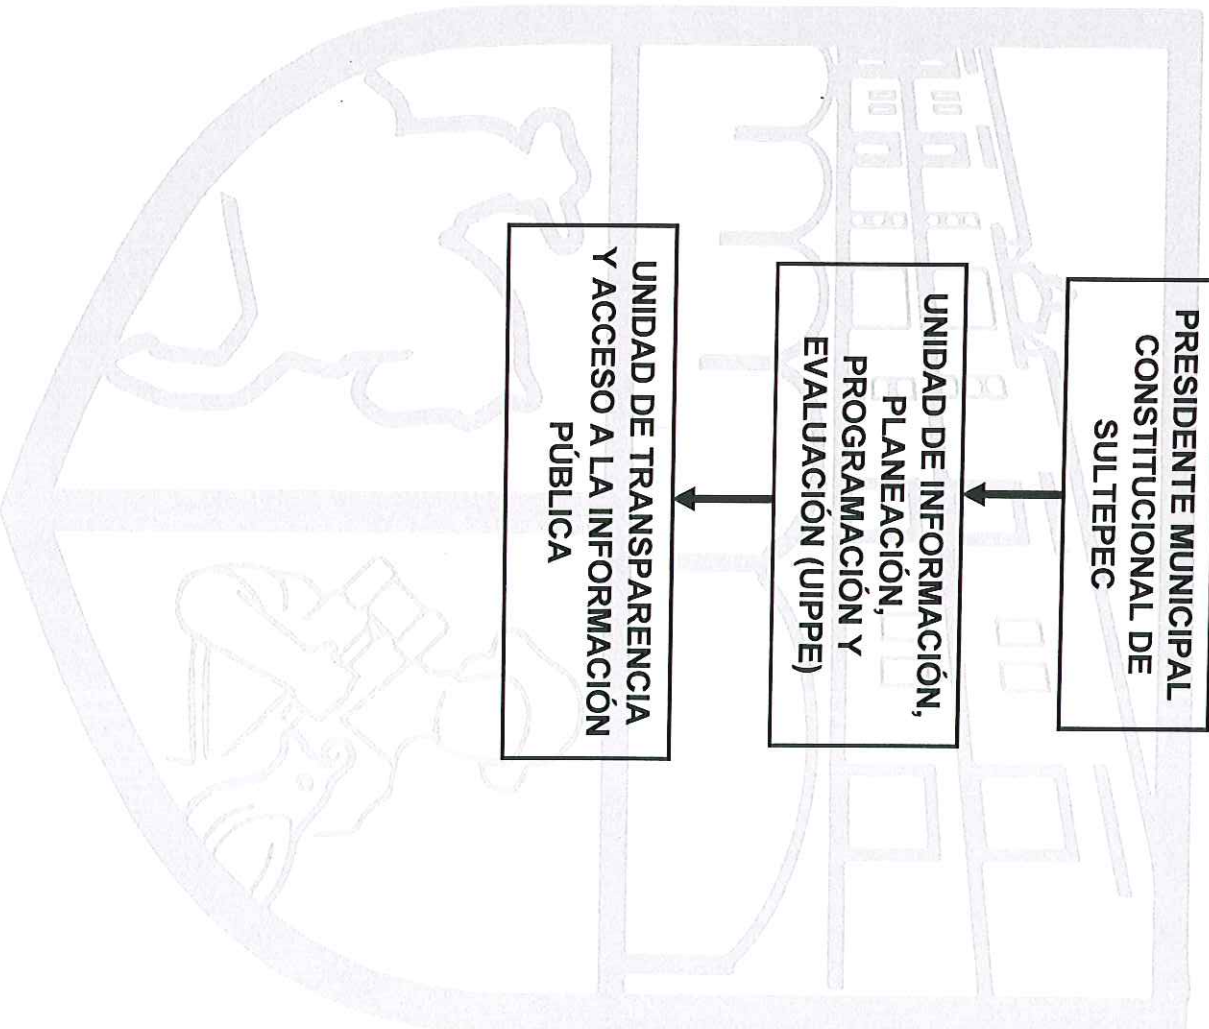 PRESIDENTE MUNICIPAL
CONSTITUCIONAL DE
SULTEPEC
UNIDAD DE INFORMACIÓN,
PLANEACIÓN,
PROGRAMACIÓN Y
EVALUACIÓN (UIPPE)
UNIDAD DE TRANSPARENCIA
Y ACCESO A LA INFORMACIÓN
PÚBLICA